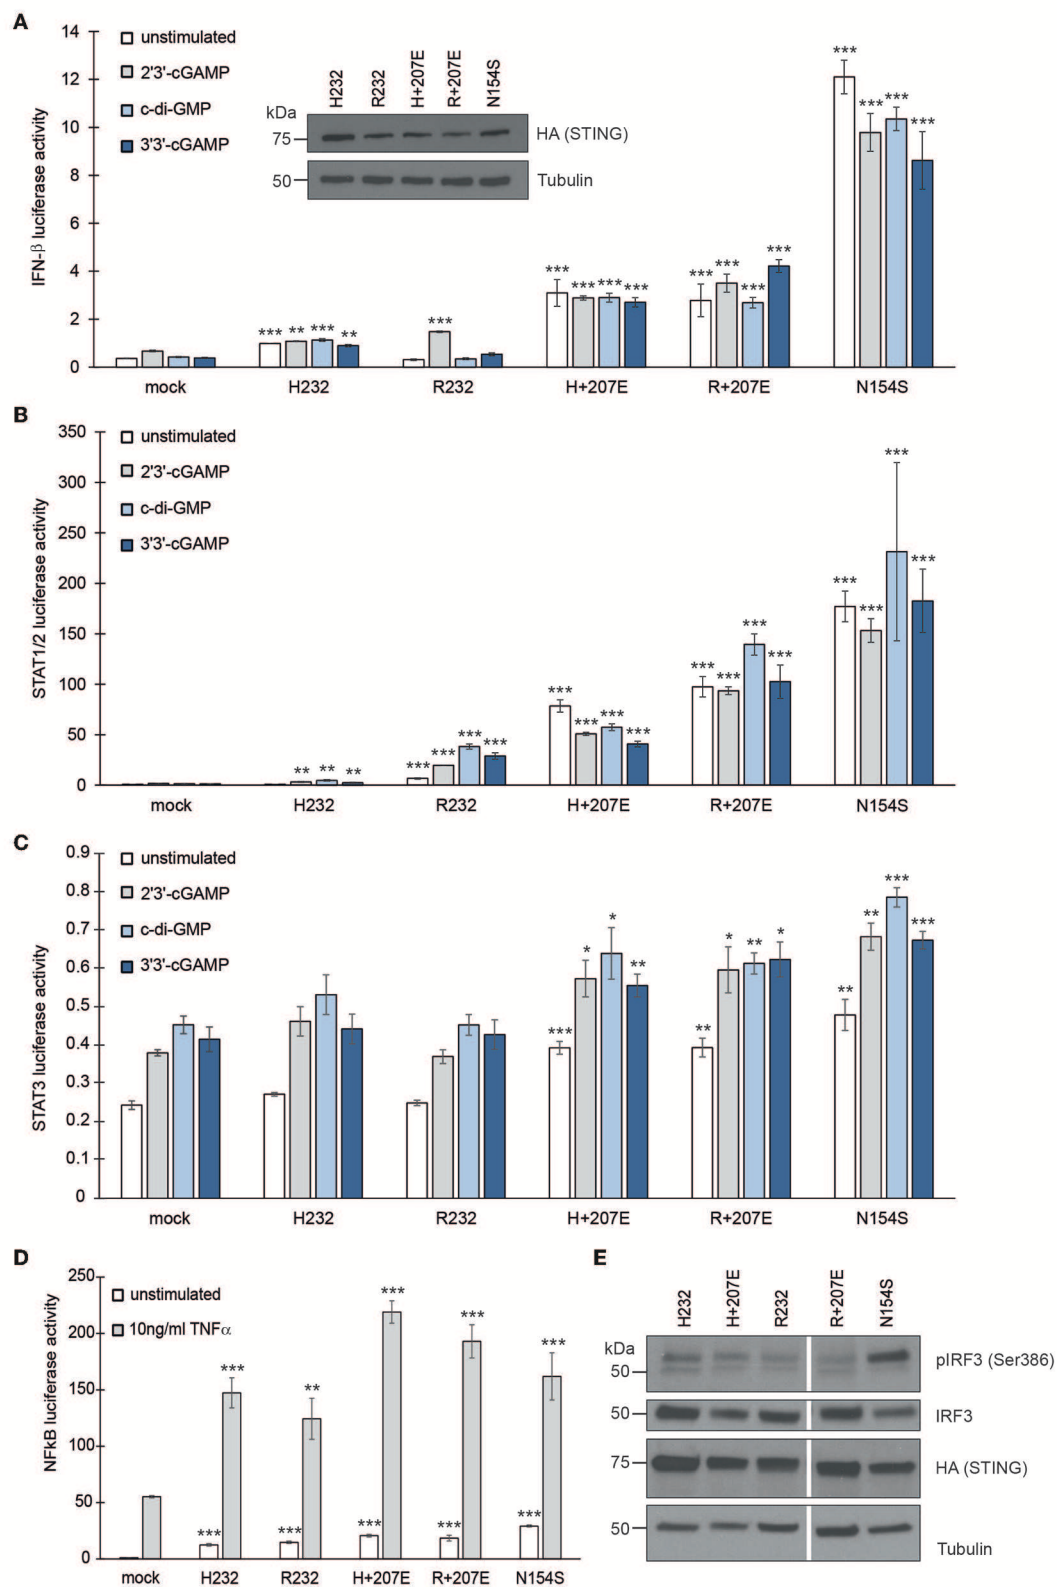 A
14
12
10
8
6
4
2
0
IFN-β luciferase activity
unstimulated
2'3'-cGAMP
c-di-GMP
3'3'-cGAMP
H232
R232
H+207E
R+207E
N154S
kDa
75
HA (STING)
50
Tubulin
*** ** *** **
***
*** *** *** ***
*** *** *** ***
*** *** *** ***
mock H232 R232 H+207E R+207E N154S
B
350
300
250
200
150
100
50
0
STAT1/2 luciferase activity
unstimulated
2'3'-cGAMP
c-di-GMP
3'3'-cGAMP
** ** **
*** *** *** ***
*** *** *** ***
*** *** *** ***
*** *** *** ***
mock H232 R232 H+207E R+207E N154S
C
0.9
0.8
0.7
0.6
0.5
0.4
0.3
0.2
0.1
0
STAT3 luciferase activity
unstimulated
2'3'-cGAMP
c-di-GMP
3'3'-cGAMP
*** * * **
** * ** *
** ** *** ***
mock H232 R232 H+207E R+207E N154S
D
250
200
150
100
50
0
NFkB luciferase activity
unstimulated
10ng/ml TNFα
*** ***
*** **
*** ***
*** ***
*** ***
mock H232 R232 H+207E R+207E N154S
E
H232
H+207E
R232
R+207E
N154S
kDa
50
pIRF3 (Ser386)
50
IRF3
75
HA (STING)
50
Tubulin